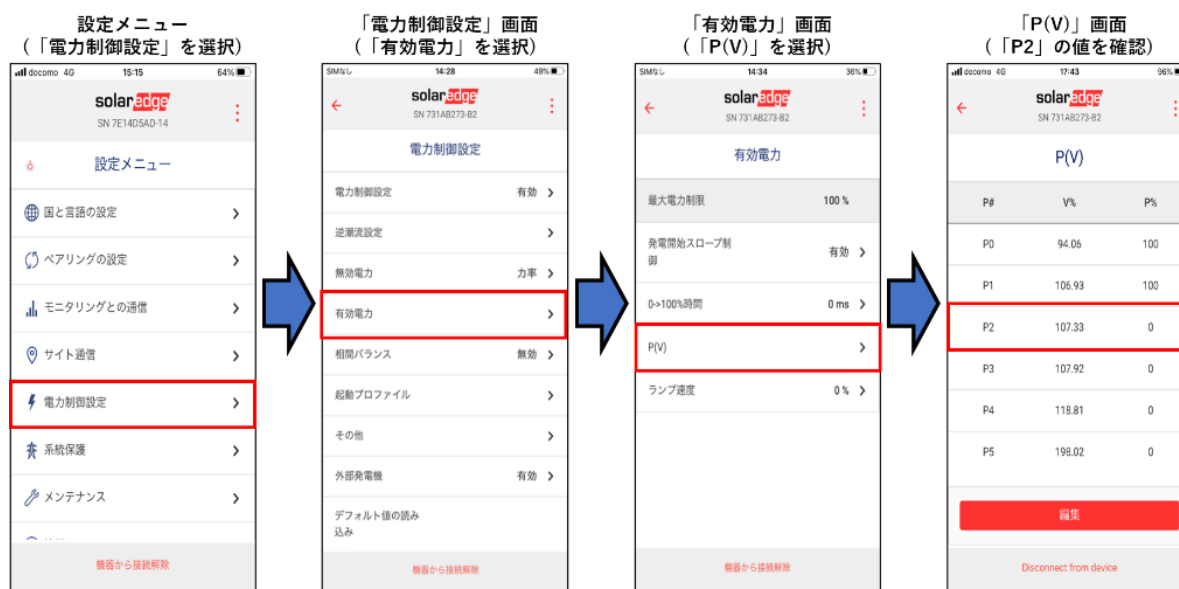 設定メニュー
（「電力制御設定」を選択）
docomo 4G 15:15 64%
solaredge
SN 7E14D5AD-14
設定メニュー
国と言語の設定
ペアリングの設定
モニタリングとの通信
サイト通信
電力制御設定
系統保護
メンテナンス
機器から接続解除
「電力制御設定」画面
（「有効電力」を選択）
SIMなし 14:28 49%
solaredge
SN 731AB273-B2
電力制御設定
電力制御設定 有効
逆潮流設定
無効電力 力率
有効電力
相間バランス 無効
起動プロファイル
その他
外部発電機 有効
デフォルト値の読み
込み
機器から接続解除
「有効電力」画面
（「P(V)」を選択）
SIMなし 14:34 36%
solaredge
SN 731AB273-B2
有効電力
最大電力制限 100 %
発電開始スロープ制
御 有効
0->100%時間 0 ms
P(V)
ランプ速度 0 %
機器から接続解除
「P(V)」画面
（「P2」の値を確認）
docomo 4G 17:43 96%
solaredge
SN 731AB273-B2
P(V)
P# V% P%
P0 94.06 100
P1 106.93 100
P2 107.33 0
P3 107.92 0
P4 118.81 0
P5 198.02 0
編集
Disconnect from device